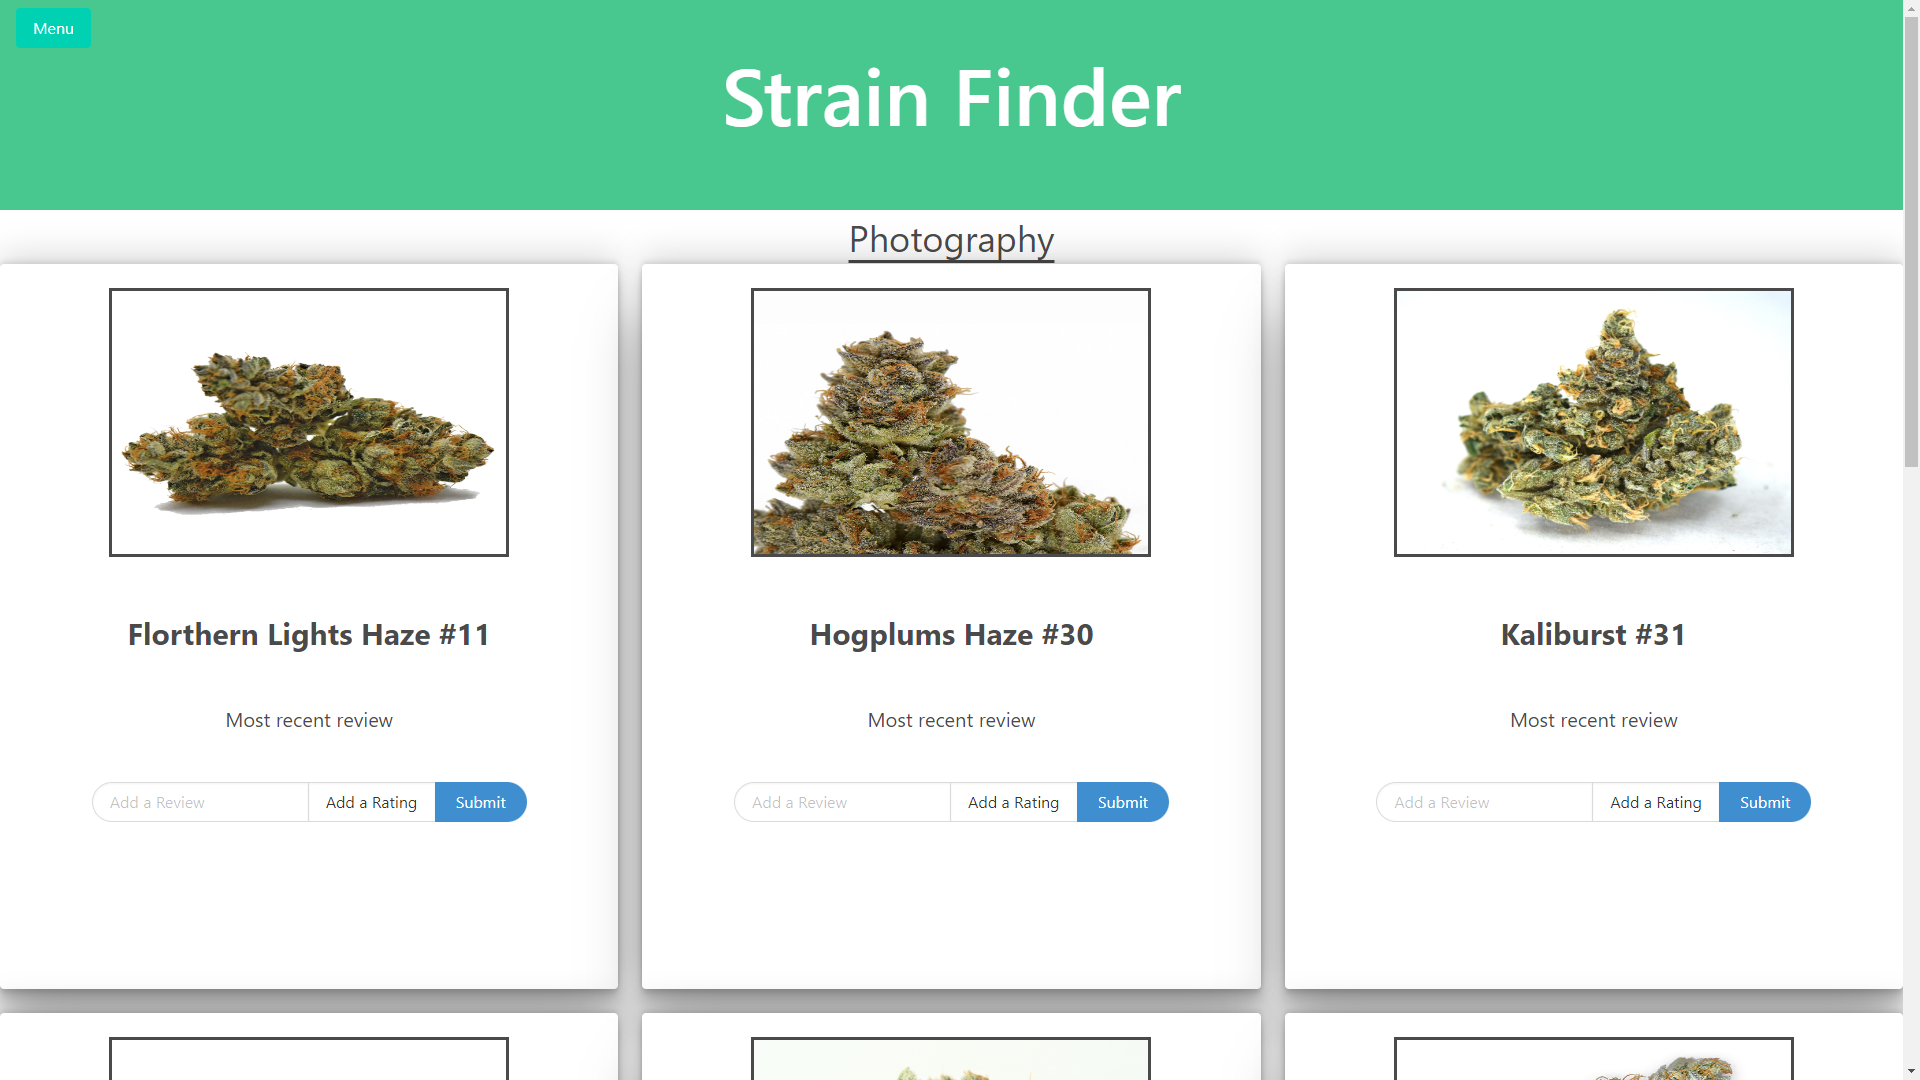 Menu
Strain Finder
Photography
Florthern Lights Haze #11
Hogplums Haze #30
Kaliburst #31
Most recent review
Most recent review
Most recent review
Add a Review Add a Rating Submit
Add a Review Add a Rating Submit
Add a Review Add a Rating Submit